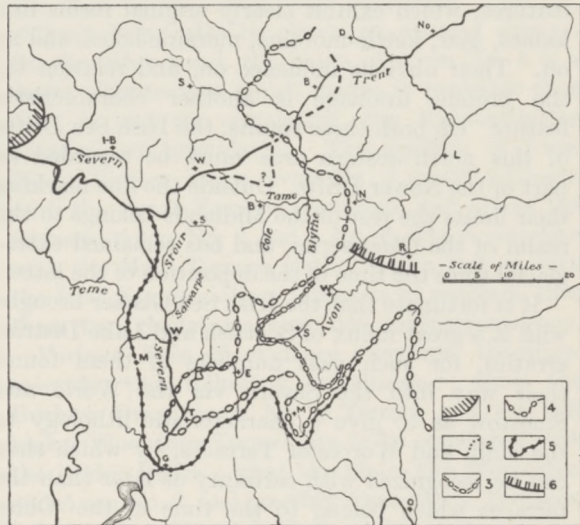 No.
D
Trent
S
B
I-B
Severn
W
?
Tame
N
B
Cole
Blythe
S
Stour
R
Scale of Miles
5 10 20
Teme
Salwarpe
W
Avon
S
W
M
Severn
E
T
M
G
O
1 4
2 5
3 6